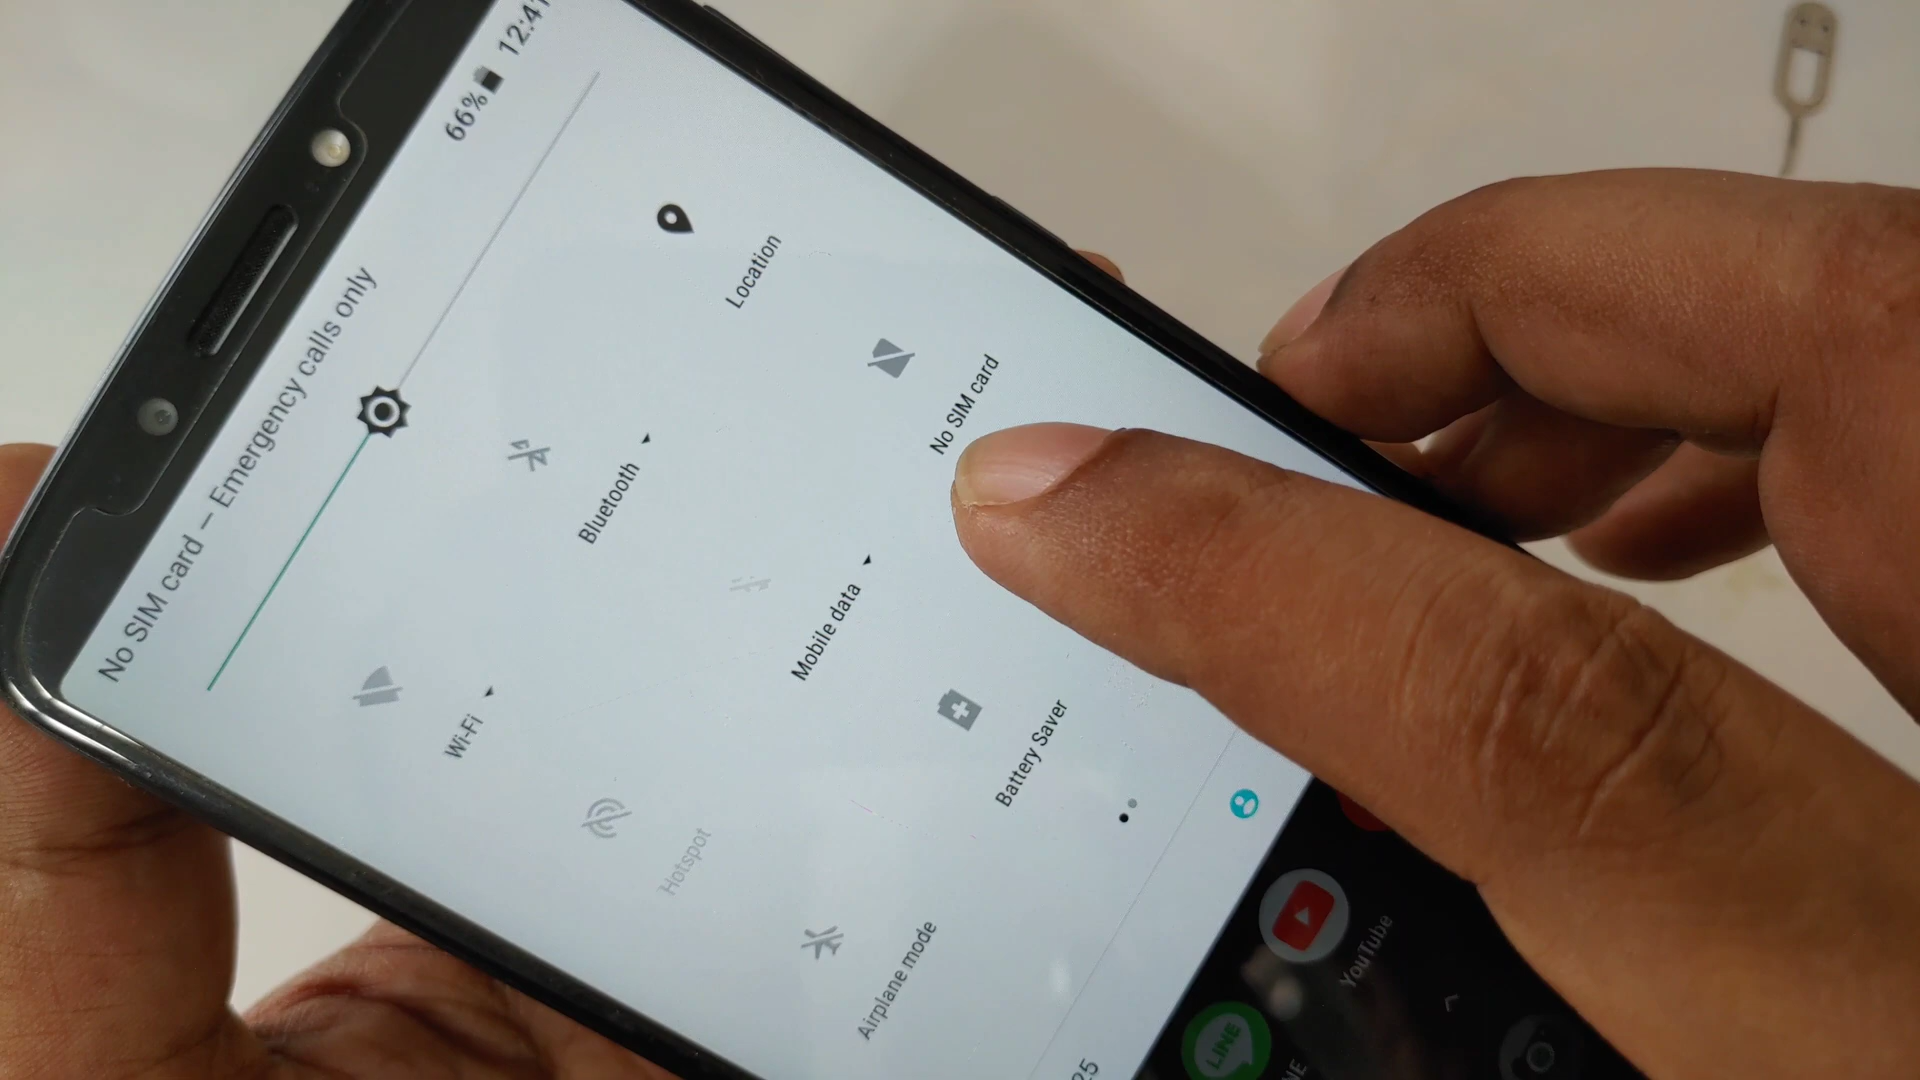 66% 12:41
No SIM card – Emergency calls only
Wi-Fi
Bluetooth
Location
Hotspot
Mobile data
No SIM card
Airplane mode
Battery Saver
YouTube
LINE